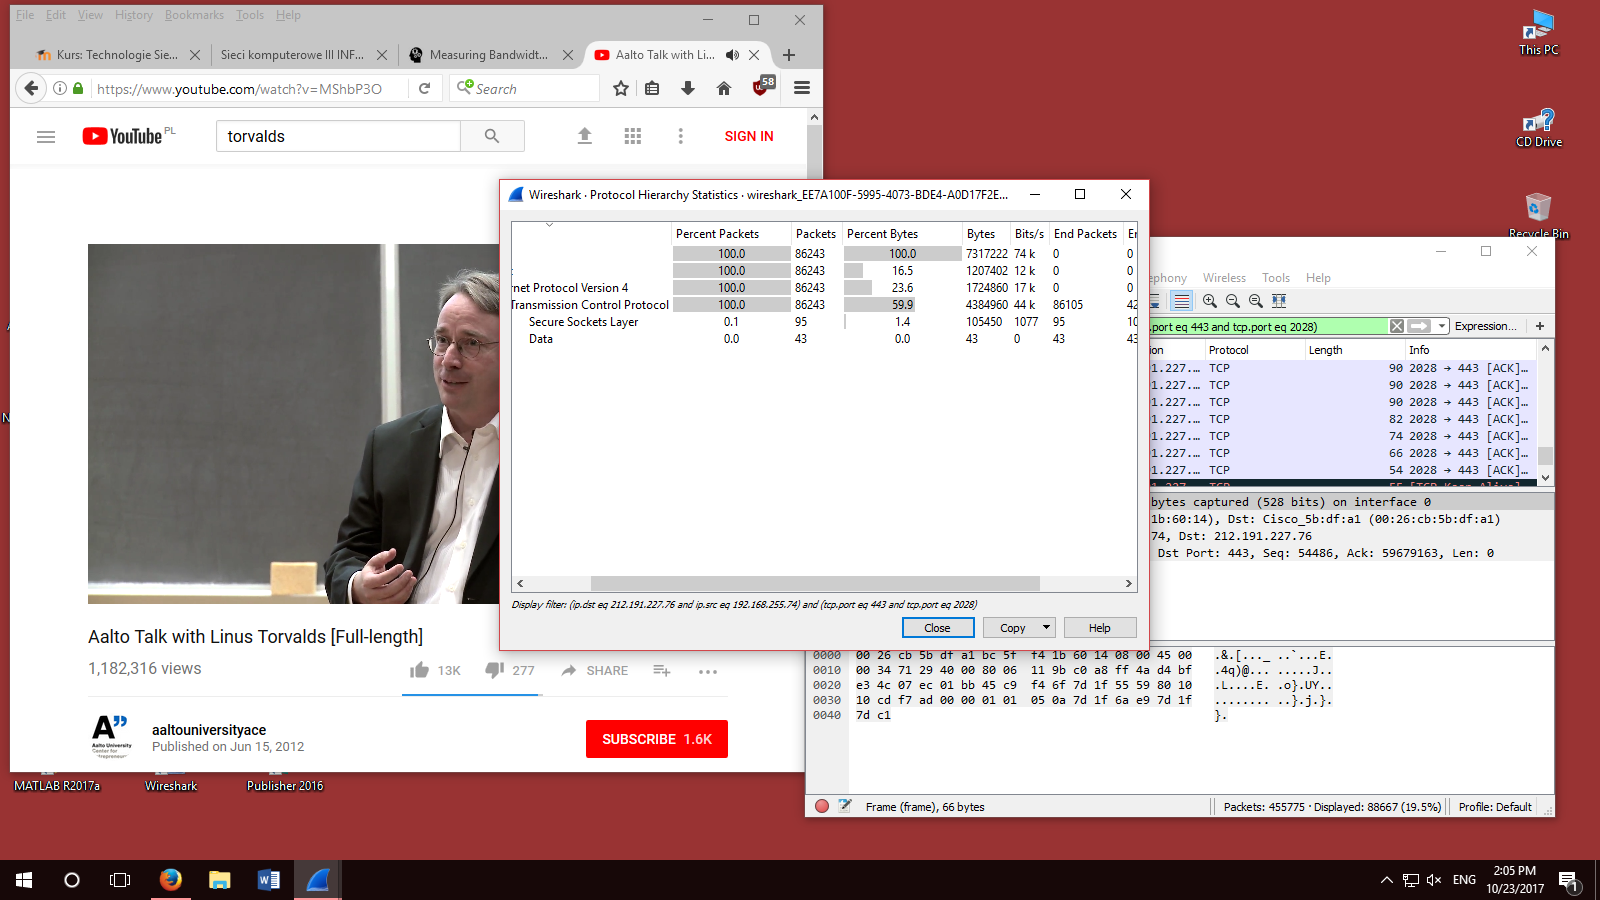 File Edit View History Bookmarks Tools Help
Kurs: Technologie Sie...
Sieci komputerowe III INF...
Measuring Bandwidt...
Aalto Talk with Li...
https://www.youtube.com/watch?v=MShbP3O
Search
58
YouTube PL
torvalds
SIGN IN
Aalto Talk with Linus Torvalds [Full-length]
1,182,316 views
13K
277
SHARE
A”
Aalto University
aaltouniversityace
Published on Jun 15, 2012
SUBSCRIBE 1.6K
Wireshark · Protocol Hierarchy Statistics · wireshark_EE7A100F-5995-4073-BDE4-A0D17F2E...
Percent Packets Packets Percent Bytes Bytes Bits/s End Packets
100.0 86243 100.0 7317222 74 k 0 0
100.0 86243 16.5 1207402 12 k 0 0
rnet Protocol Version 4 100.0 86243 23.6 1724860 17 k 0 0
Transmission Control Protocol 100.0 86243 59.9 4384960 44 k 86105 42
Secure Sockets Layer 0.1 95 1.4 105450 1077 95 10
Data 0.0 43 0.0 43 0 43 43
Display filter: (ip.dst eq 212.191.227.76 and ip.src eq 192.168.255.74) and (tcp.port eq 443 and tcp.port eq 2028)
Close
Copy
Help
This PC
CD Drive
Recycle Bin
ephony Wireless Tools Help
.port eq 443 and tcp.port eq 2028)
Expression... +
ion Protocol Length Info
91.227.... TCP 90 2028 → 443 [ACK]...
91.227.... TCP 90 2028 → 443 [ACK]...
91.227.... TCP 90 2028 → 443 [ACK]...
91.227.... TCP 82 2028 → 443 [ACK]...
91.227.... TCP 74 2028 → 443 [ACK]...
91.227.... TCP 66 2028 → 443 [ACK]...
91.227.... TCP 54 2028 → 443 [ACK]...
bytes captured (528 bits) on interface 0
1b:60:14), Dst: Cisco_5b:df:a1 (00:26:cb:5b:df:a1)
74, Dst: 212.191.227.76
Dst Port: 443, Seq: 54486, Ack: 59679163, Len: 0
0000 00 26 cb 5b df a1 bc 5f f4 1b 60 14 08 00 45 00 .&.[..._ ..`...E.
0010 00 34 71 29 40 00 80 06 11 9b c0 a8 ff 4a d4 bf .4q)@... .....J..
0020 e3 4c 07 ec 01 bb 45 c9 f4 6f 7d 1f 55 59 80 10 .L....E. .o}.UY..
0030 10 cd f7 ad 00 00 01 01 05 0a 7d 1f 6a e9 7d 1f ........ ..}.j.}.
0040 7d c1 }.
Frame (frame), 66 bytes
Packets: 455775 · Displayed: 88667 (19.5%)
Profile: Default
MATLAB R2017a
Wireshark
Publisher 2016
ENG
2:05 PM
10/23/2017
1